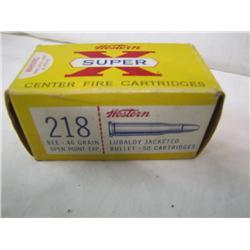 Western
SUPER
X
CENTER FIRE CARTRIDGES
218
BEE - 46 GRAIN
OPEN POINT EXP.
Western
LUBALOY JACKETED
BULLET - 50 CARTRIDGES